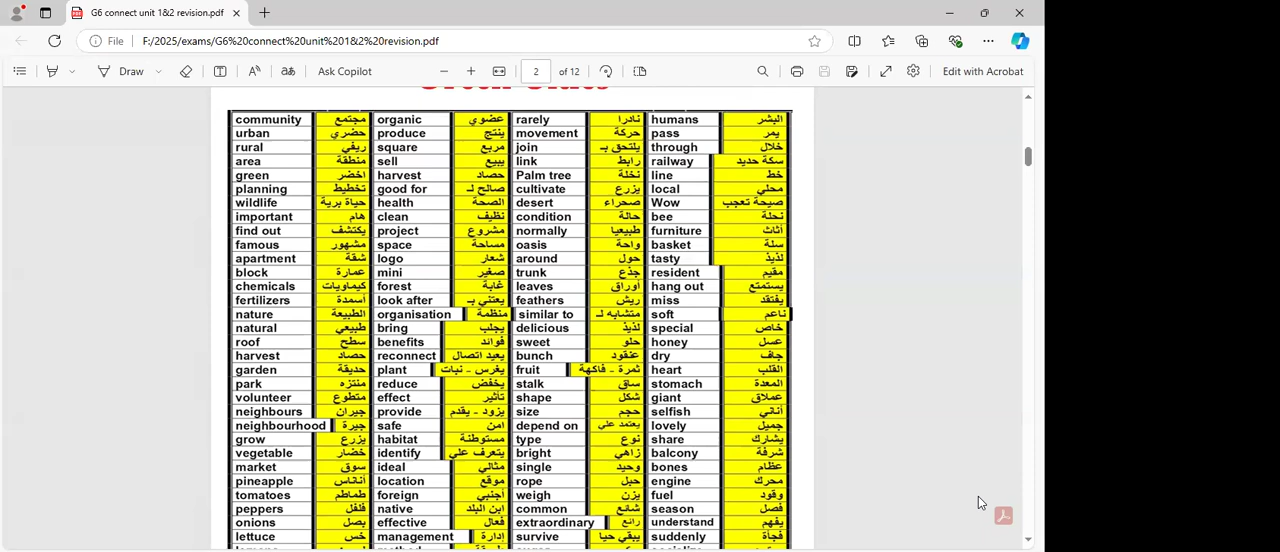 G6 connect unit 1&2 revision.pdf
File F:/2025/exams/G6%20connect%20unit%201&2%20revision.pdf
Draw Ask Copilot 2 of 12 Edit with Acrobat
community مجتمع organic عضوي rarely نادرا humans البشر
urban حضري produce ينتج movement حركة pass يمر
rural ريفي square مربع join يلتحق بـ through خلال
area منطقة sell يبيع link رابط railway سكة حديد
green اخضر harvest حصاد Palm tree نخلة line خط
planning تخطيط good for صالح لـ cultivate يزرع local محلي
wildlife حياة برية health الصحة desert صحراء Wow صيحة تعجب
important هام clean نظيف condition حالة bee نحلة
find out يكتشف project مشروع normally طبيعيا furniture أثاث
famous مشهور space مساحة oasis واحة basket سلة
apartment شقة logo شعار around حول tasty لذيذ
block عمارة mini صغير trunk جذع resident مقيم
chemicals كيماويات forest غابة leaves أوراق hang out يستمتع
fertilizers أسمدة look after يعتني بـ feathers ريش miss يفتقد
nature الطبيعة organisation منظمة similar to متشابه لـ soft ناعم
natural طبيعي bring يجلب delicious لذيذ special خاص
roof سطح benefits فوائد sweet حلو honey عسل
harvest حصاد reconnect يعيد اتصال bunch عنقود dry جاف
garden حديقة plant يغرس - نبات fruit ثمرة - فاكهة heart القلب
park منتزه reduce يخفض stalk ساق stomach المعدة
volunteer متطوع effect تأثير shape شكل giant عملاق
neighbours جيران provide يزود - يقدم size حجم selfish أناني
neighbourhood جيرة safe امن depend on يعتمد علي lovely جميل
grow يزرع habitat مستوطنة type نوع share يشارك
vegetable خضار identify يتعرف علي bright زاهي balcony شرفة
market سوق ideal مثالي single وحيد bones عظام
pineapple أناناس location موقع rope حبل engine محرك
tomatoes طماطم foreign أجنبي weigh يزن fuel وقود
peppers فلفل native ابن البلد common شائع season فصل
onions بصل effective فعال extraordinary رائع understand يفهم
lettuce خس management إدارة survive يبقي حيا suddenly فجأة